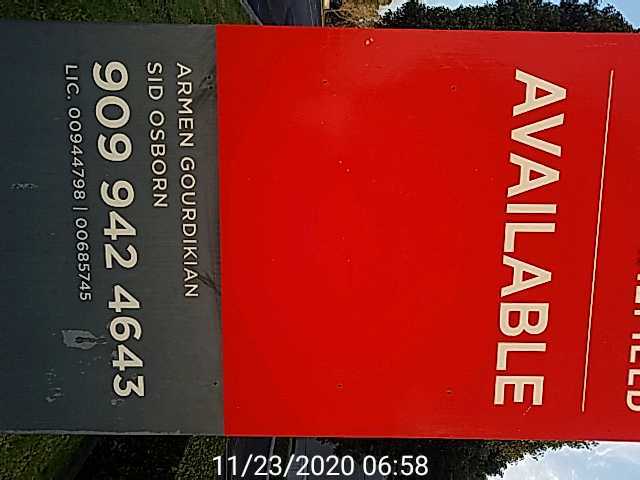 AVAILABLE
ARMEN GOURDIKIAN
SID OSBORN
909 942 4643
LIC. 00944798 | 00685745
11/23/2020 06:58